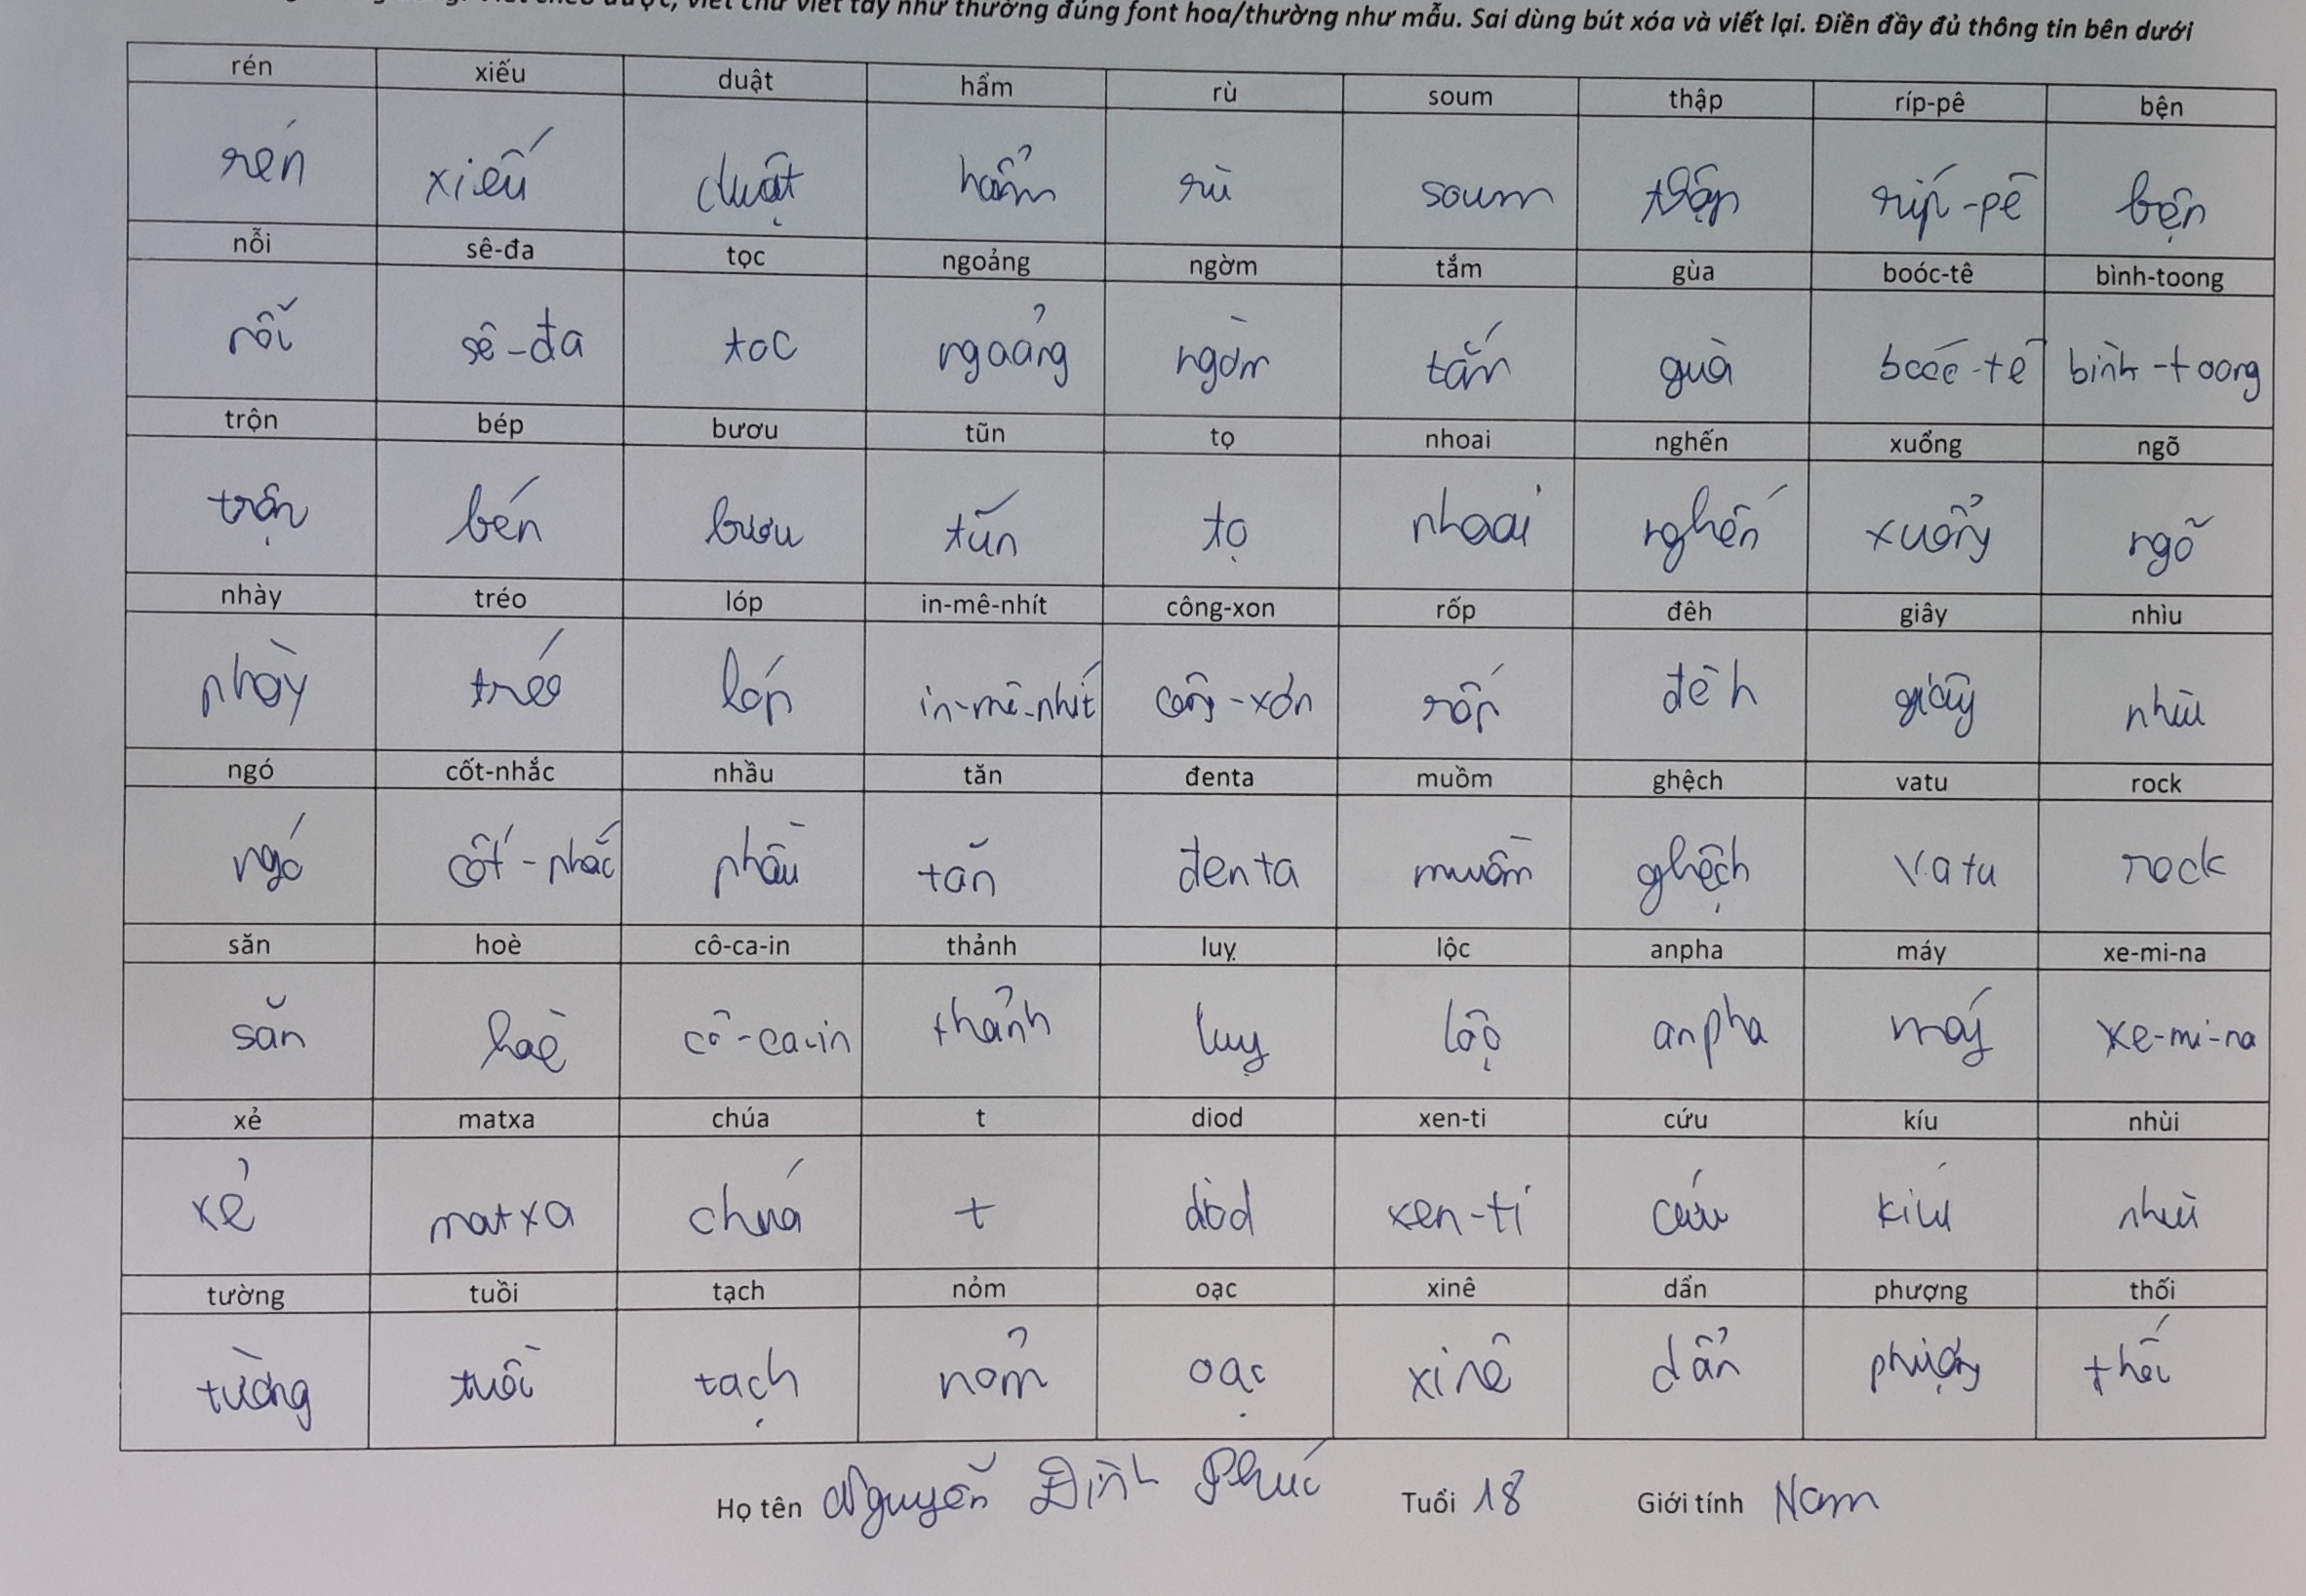 viết chữ viết tay như thường đúng font hoa/thường như mẫu. Sai dùng bút xóa và viết lại. Điền đầy đủ thông tin bên dưới
rén xiếu duật hẩm rù soum thập ríp-pê bện
rén xiếu duật hẩm rù soum thập ríp-pê bện
nỗi sê-đa tọc ngoảng ngờm tắm gùa boóc-tê bình-toong
nỗi sê-đa toc ngoảng ngờm tắm guà boóc-tê bình-toong
trộn bép bươu tũn tọ nhoai nghến xuổng ngõ
trộn bép bươu tũn tọ nhoai nghến xuổng ngõ
nhày tréo lóp in-mê-nhít công-xon rốp đêh giây nhìu
nhày tréo lóp in-mê-nhít công-xon rốp đêh giây nhìu
ngó cốt-nhắc nhầu tăn đenta muồm ghệch vatu rock
ngó cốt-nhắc nhầu tăn đenta muồm ghệch vatu rock
săn hoè cô-ca-in thảnh luỵ lộc anpha máy xe-mi-na
săn hoè cô-ca-in thảnh luỵ lộc anpha máy xe-mi-na
xẻ matxa chúa t diod xen-ti cứu kíu nhùi
xẻ matxa chuá t diod xen-ti cứu kíu nhùi
tường tuồi tạch nỏm oạc xinê dẩn phượng thối
tường tuồi tạch nỏm oạc xinê dẩn phượng thối
Họ tên Nguyễn Đình Phúc Tuổi 18 Giới tính Nam